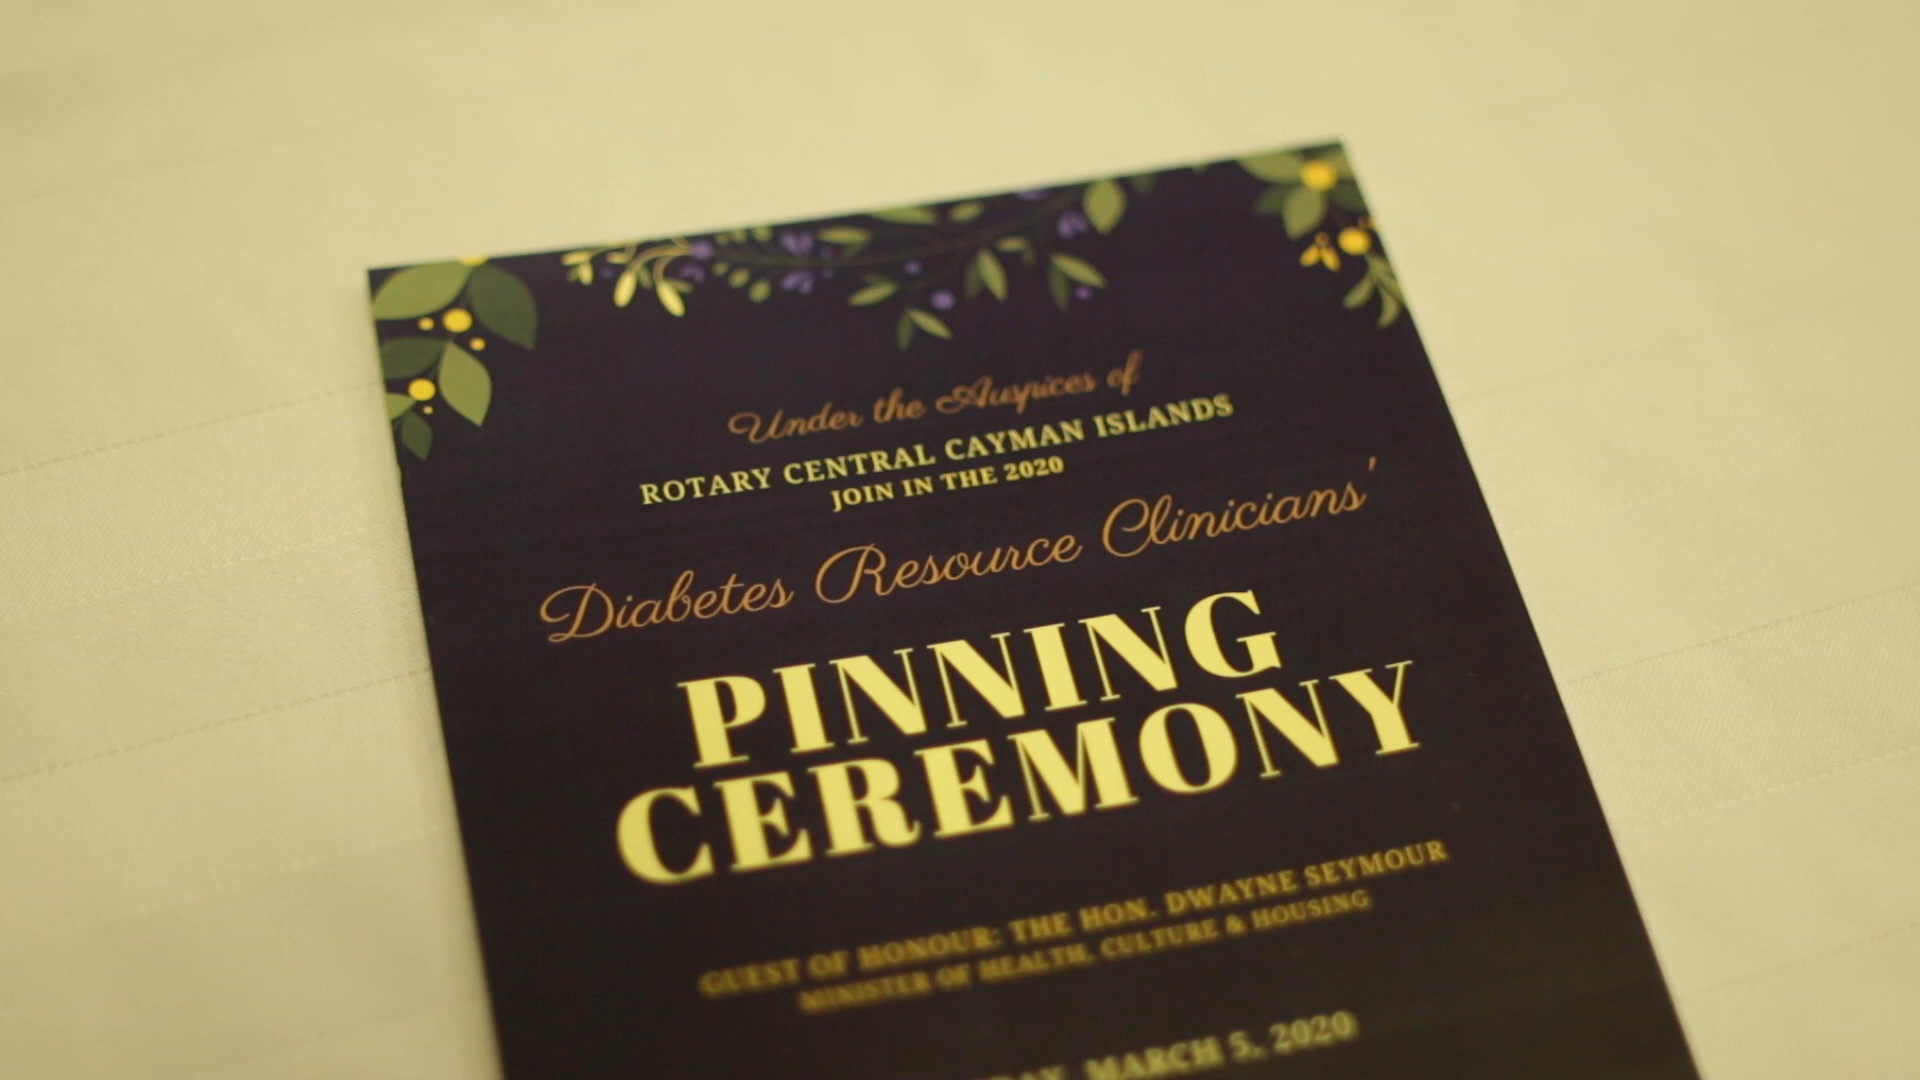 Under the Auspices of
ROTARY CENTRAL CAYMAN ISLANDS
JOIN IN THE 2020
Diabetes Resource Clinicians'
PINNING
CEREMONY
GUEST OF HONOUR: THE HON. DWAYNE SEYMOUR
MINISTER OF HEALTH, CULTURE & HOUSING
MARCH 5, 2020